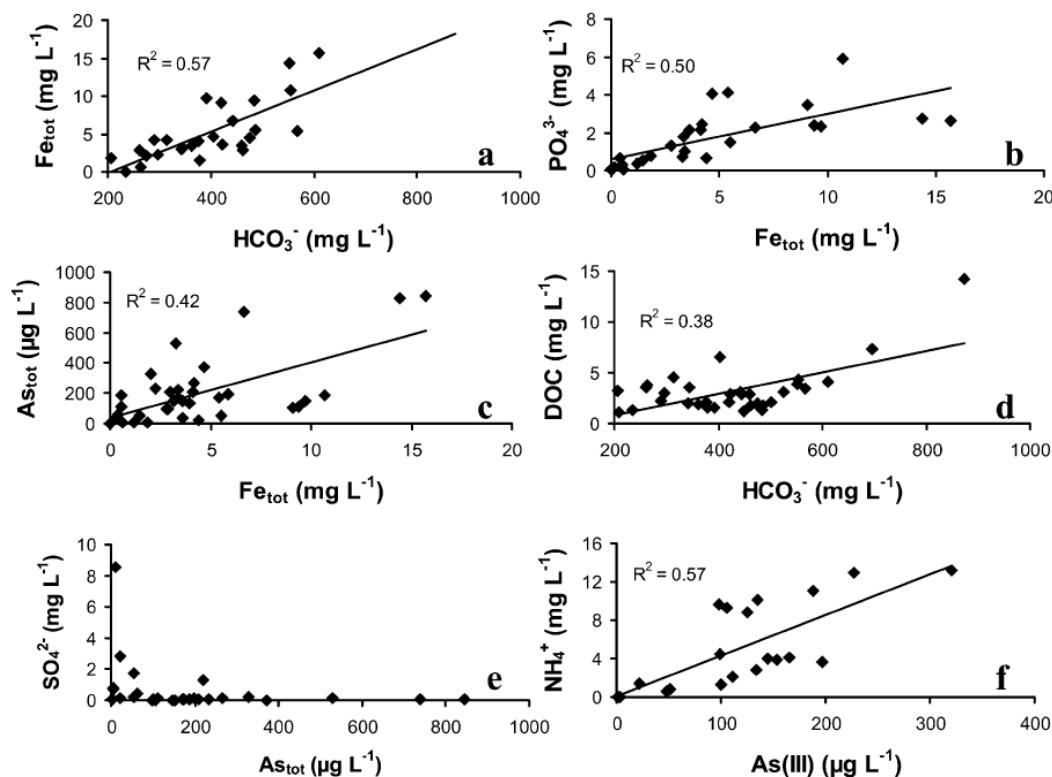 20
15
10
5
0
Fe_tot (mg L⁻¹)
R² = 0.57
a
200 400 600 800 1000
HCO₃⁻ (mg L⁻¹)
8
6
4
2
0
PO₄³⁻ (mg L⁻¹)
R² = 0.50
b
0 5 10 15 20
Fe_tot (mg L⁻¹)
1000
800
600
400
200
0
As_tot (µg L⁻¹)
R² = 0.42
c
0 5 10 15 20
Fe_tot (mg L⁻¹)
15
10
5
0
DOC (mg L⁻¹)
R² = 0.38
d
200 400 600 800 1000
HCO₃⁻ (mg L⁻¹)
10
8
6
4
2
0
SO₄²⁻ (mg L⁻¹)
e
0 200 400 600 800 1000
As_tot (µg L⁻¹)
16
12
8
4
0
NH₄⁺ (mg L⁻¹)
R² = 0.57
f
0 100 200 300 400
As(III) (µg L⁻¹)